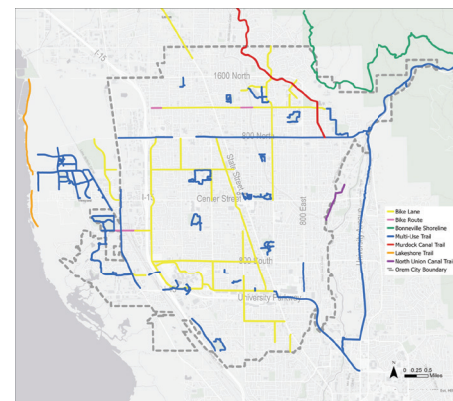 I-15
1600 North
800 North
State Street
Center Street
I-15
800 East
800 South
University Parkway
Bike Lane
Bike Route
Bonneville Shoreline
Multi-Use Trail
Murdock Canal Trail
Lakeshore Trail
North Union Canal Trail
Orem City Boundary
N
0 0.25 0.5
Miles